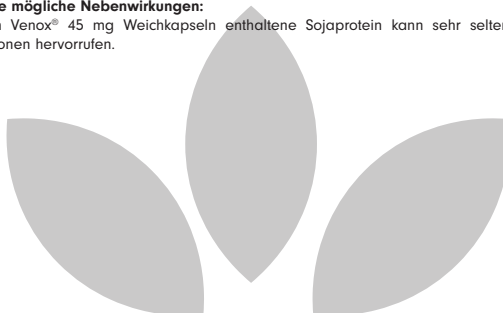 e mögliche Nebenwirkungen:
n Venox® 45 mg Weichkapseln enthaltene Sojaprotein kann sehr selten
onen hervorrufen.